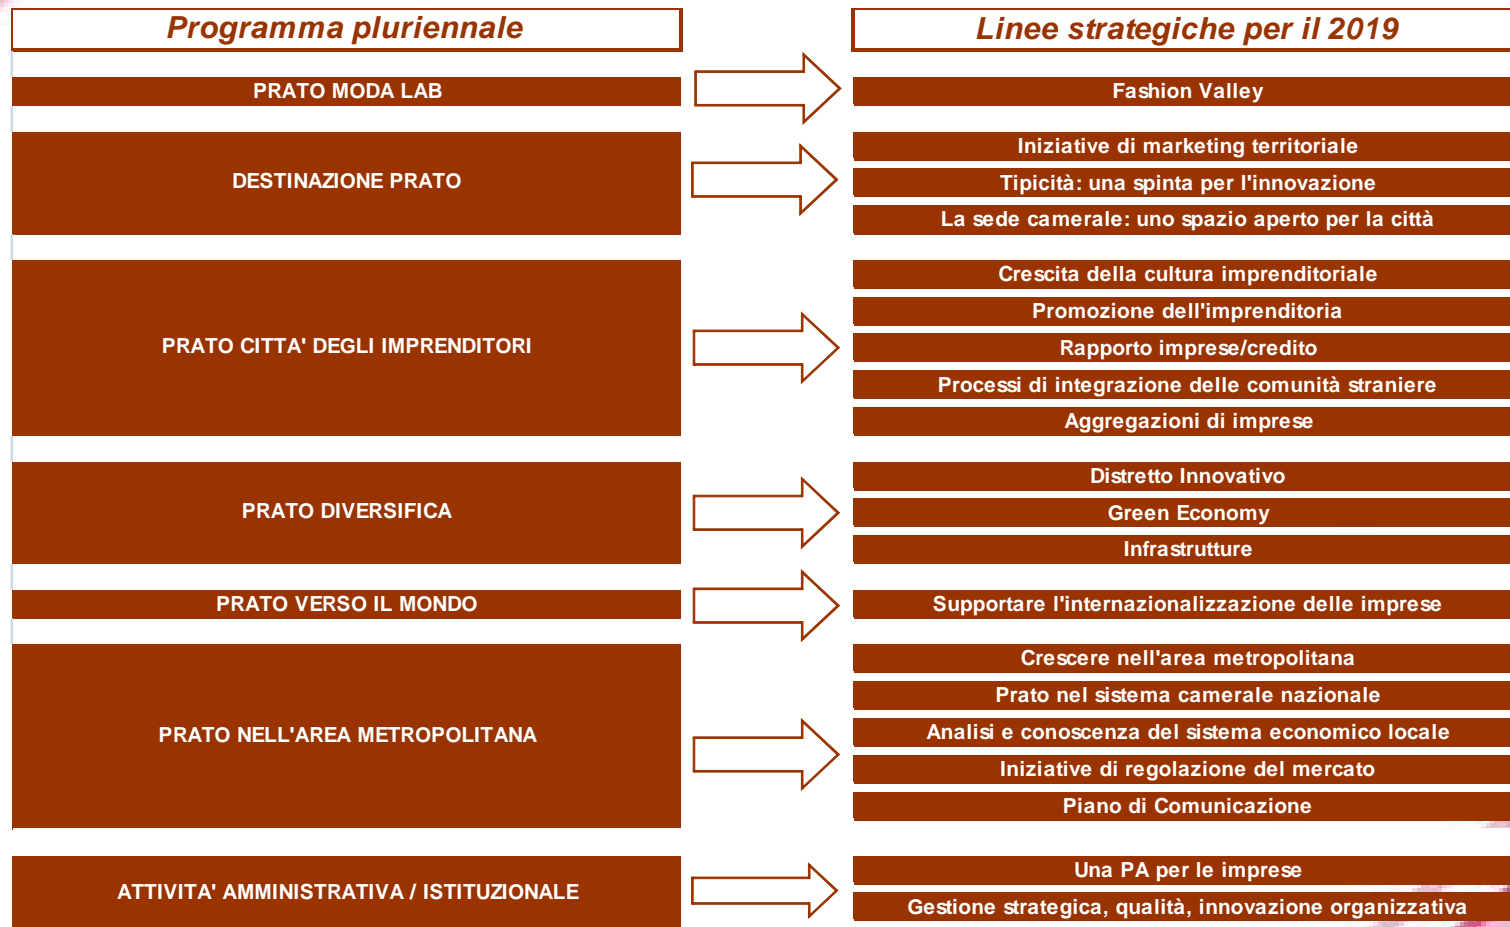 Programma pluriennale
Linee strategiche per il 2019
PRATO MODA LAB
Fashion Valley
DESTINAZIONE PRATO
Iniziative di marketing territoriale
Tipicità: una spinta per l'innovazione
La sede camerale: uno spazio aperto per la città
PRATO CITTA' DEGLI IMPRENDITORI
Crescita della cultura imprenditoriale
Promozione dell'imprenditoria
Rapporto imprese/credito
Processi di integrazione delle comunità straniere
Aggregazioni di imprese
PRATO DIVERSIFICA
Distretto Innovativo
Green Economy
Infrastrutture
PRATO VERSO IL MONDO
Supportare l'internazionalizzazione delle imprese
PRATO NELL'AREA METROPOLITANA
Crescere nell'area metropolitana
Prato nel sistema camerale nazionale
Analisi e conoscenza del sistema economico locale
Iniziative di regolazione del mercato
Piano di Comunicazione
ATTIVITA' AMMINISTRATIVA / ISTITUZIONALE
Una PA per le imprese
Gestione strategica, qualità, innovazione organizzativa